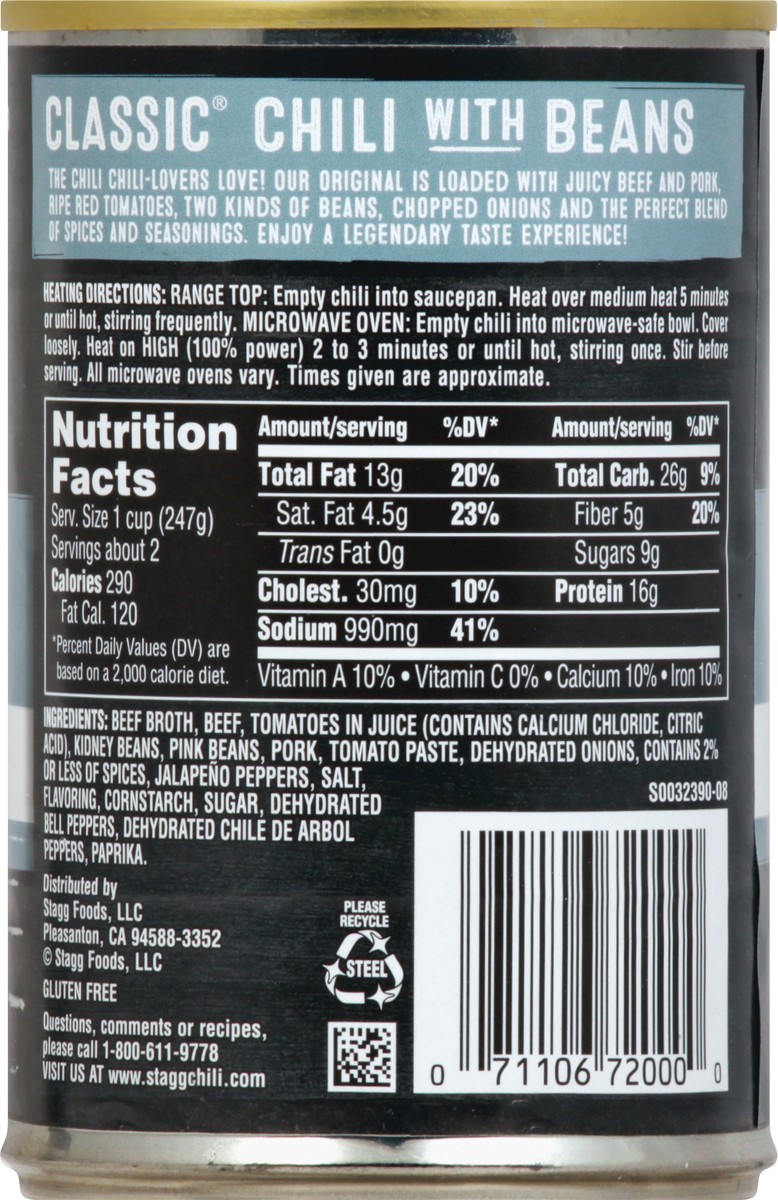 CLASSIC® CHILI WITH BEANS
THE CHILI CHILI-LOVERS LOVE! OUR ORIGINAL IS LOADED WITH JUICY BEEF AND PORK,
RIPE RED TOMATOES, TWO KINDS OF BEANS, CHOPPED ONIONS AND THE PERFECT BLEND
OF SPICES AND SEASONINGS. ENJOY A LEGENDARY TASTE EXPERIENCE!
HEATING DIRECTIONS: RANGE TOP: Empty chili into saucepan. Heat over medium heat 5 minutes
or until hot, stirring frequently. MICROWAVE OVEN: Empty chili into microwave-safe bowl. Cover
loosely. Heat on HIGH (100% power) 2 to 3 minutes or until hot, stirring once. Stir before
serving. All microwave ovens vary. Times given are approximate.
Nutrition
Facts
Serv. Size 1 cup (247g)
Servings about 2
Calories 290
Fat Cal. 120
*Percent Daily Values (DV) are
based on a 2,000 calorie diet.
Amount/serving %DV* Amount/serving %DV*
Total Fat 13g 20% Total Carb. 26g 9%
Sat. Fat 4.5g 23% Fiber 5g 20%
Trans Fat 0g Sugars 9g
Cholest. 30mg 10% Protein 16g
Sodium 990mg 41%
Vitamin A 10% • Vitamin C 0% • Calcium 10% • Iron 10%
INGREDIENTS: BEEF BROTH, BEEF, TOMATOES IN JUICE (CONTAINS CALCIUM CHLORIDE, CITRIC
ACID), KIDNEY BEANS, PINK BEANS, PORK, TOMATO PASTE, DEHYDRATED ONIONS, CONTAINS 2%
OR LESS OF SPICES, JALAPEÑO PEPPERS, SALT,
FLAVORING, CORNSTARCH, SUGAR, DEHYDRATED
BELL PEPPERS, DEHYDRATED CHILE DE ARBOL
PEPPERS, PAPRIKA.
S0032390-08
Distributed by
Stagg Foods, LLC
Pleasanton, CA 94588-3352
© Stagg Foods, LLC
GLUTEN FREE
Questions, comments or recipes,
please call 1-800-611-9778
VISIT US AT www.staggchili.com
PLEASE
RECYCLE
STEEL
0 71106 72000 0